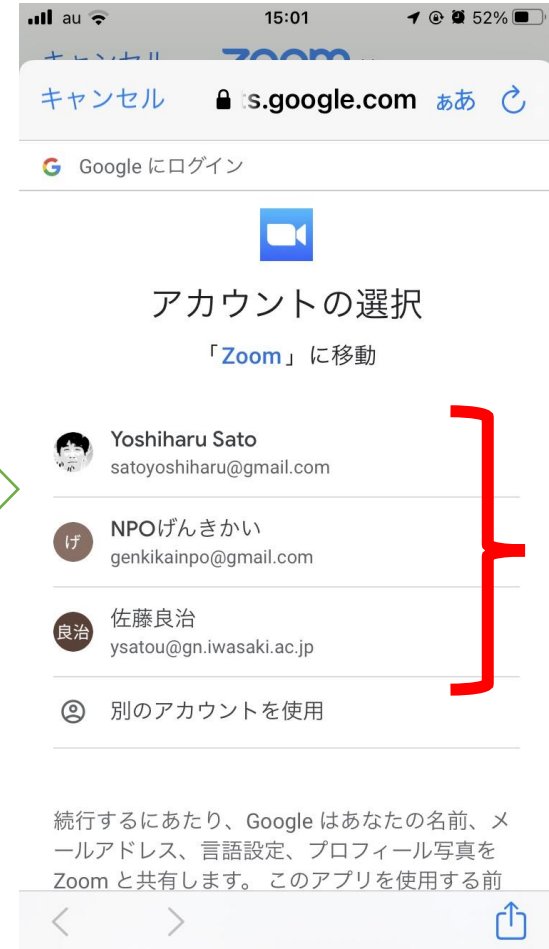 au 15:01 52%
キャンセル zoom
キャンセル s.google.com ぁあ
G Google にログイン
アカウントの選択
「Zoom」に移動
Yoshiharu Sato
satoyoshiharu@gmail.com
げ NPOげんきかい
genkikainpo@gmail.com
良治 佐藤良治
ysatou@gn.iwasaki.ac.jp
別のアカウントを使用
続行するにあたり、Google はあなたの名前、メ
ールアドレス、言語設定、プロフィール写真を
Zoom と共有します。 このアプリを使用する前